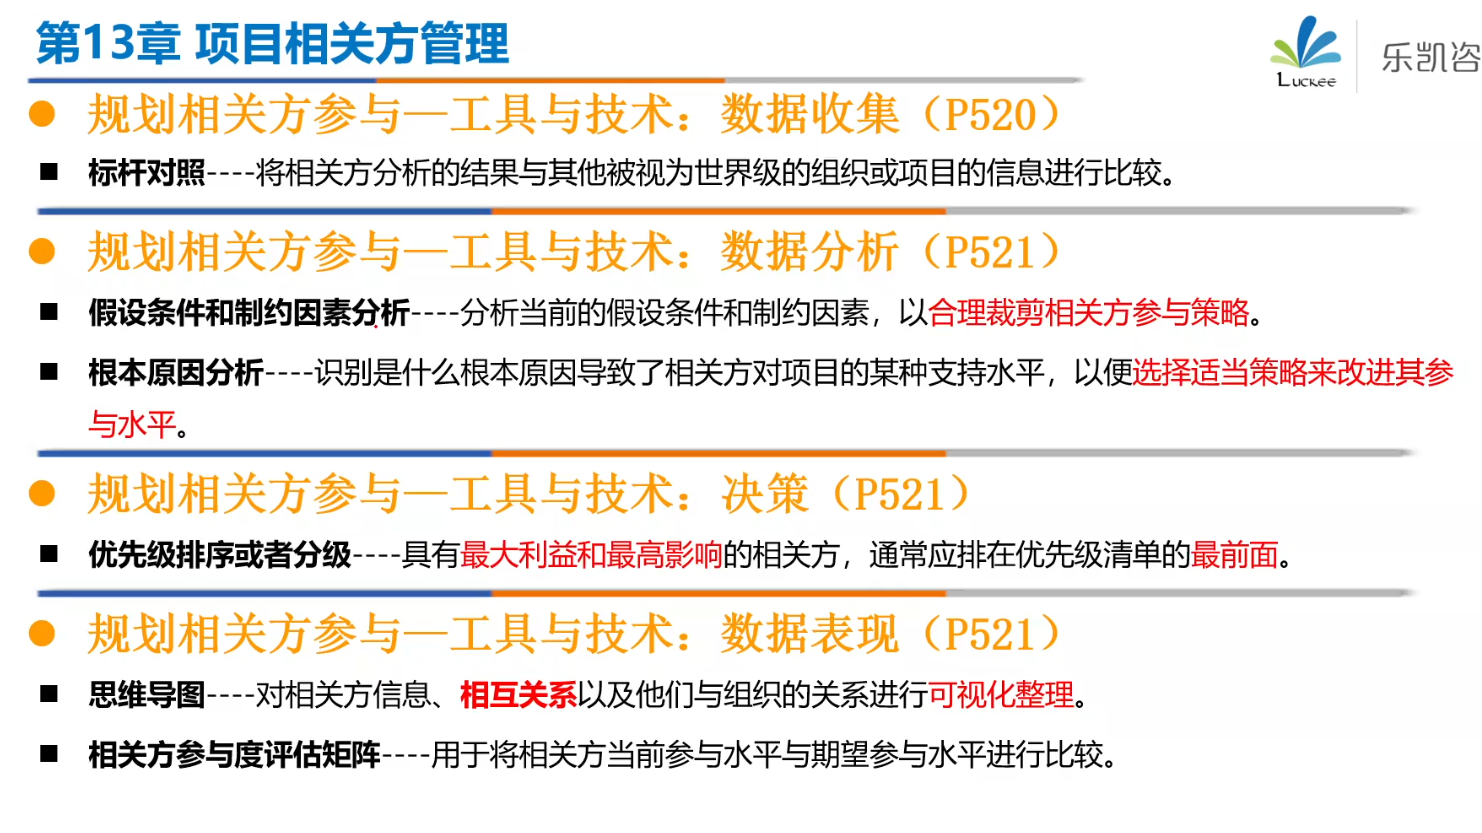 第13章 项目相关方管理
Luckee
乐凯咨
规划相关方参与—工具与技术：数据收集（P520）
标杆对照----将相关方分析的结果与其他被视为世界级的组织或项目的信息进行比较。
规划相关方参与—工具与技术：数据分析（P521）
假设条件和制约因素分析----分析当前的假设条件和制约因素，以合理裁剪相关方参与策略。
根本原因分析----识别是什么根本原因导致了相关方对项目的某种支持水平，以便选择适当策略来改进其参
与水平。
规划相关方参与—工具与技术：决策（P521）
优先级排序或者分级----具有最大利益和最高影响的相关方，通常应排在优先级清单的最前面。
规划相关方参与—工具与技术：数据表现（P521）
思维导图----对相关方信息、相互关系以及他们与组织的关系进行可视化整理。
相关方参与度评估矩阵----用于将相关方当前参与水平与期望参与水平进行比较。